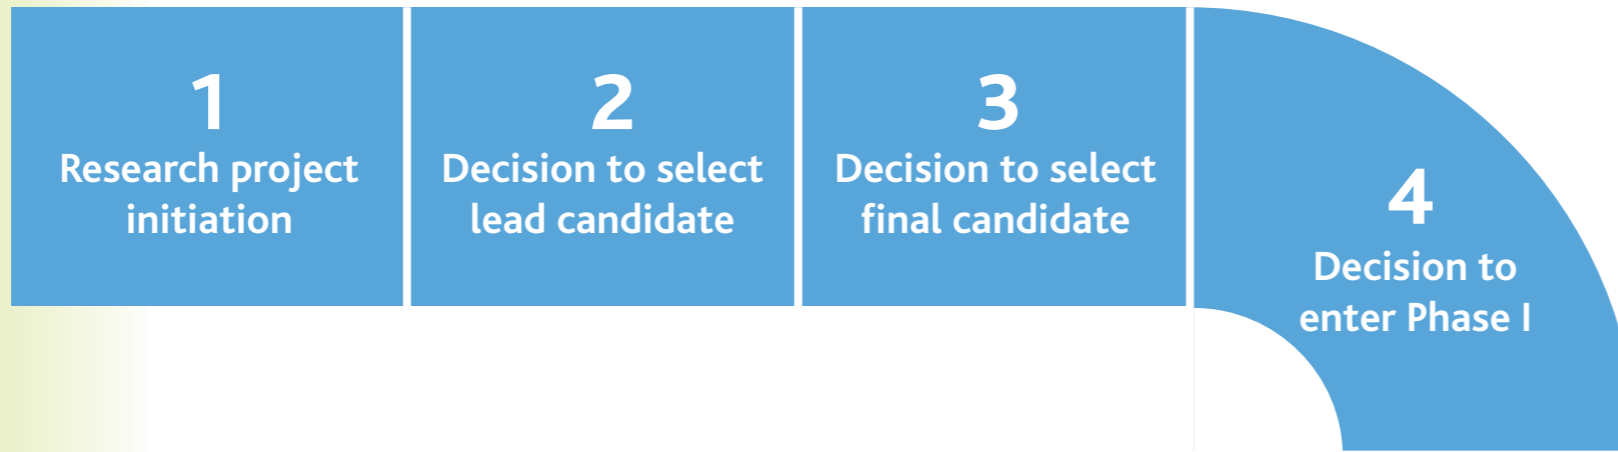 1
Research project
initiation
2
Decision to select
lead candidate
3
Decision to select
final candidate
4
Decision to
enter Phase I